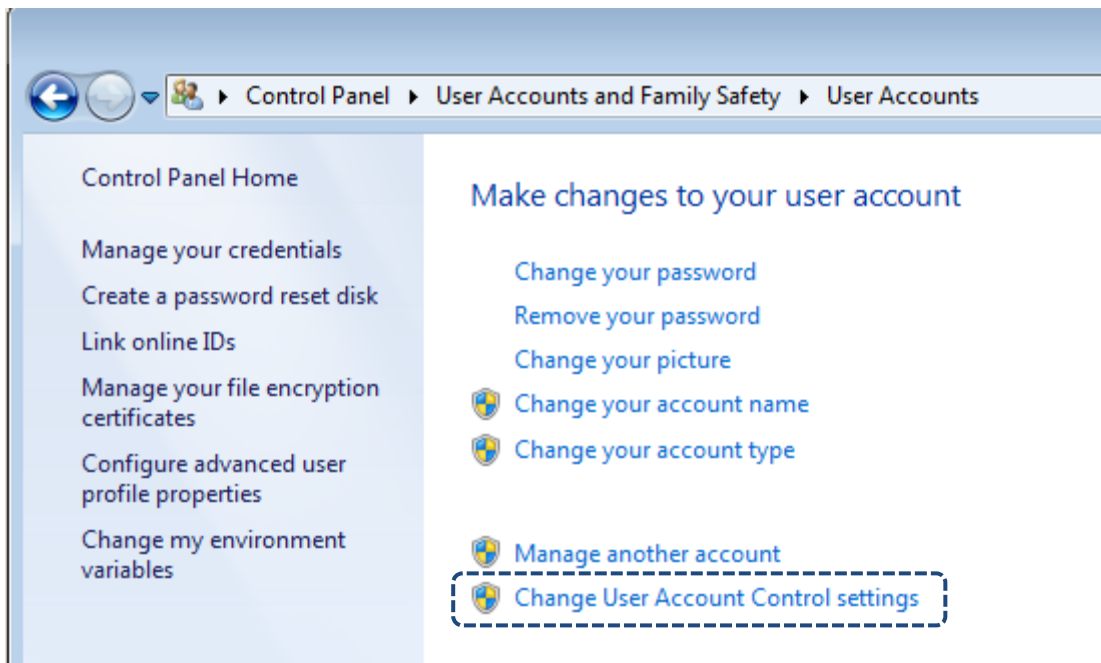 Control Panel ▸ User Accounts and Family Safety ▸ User Accounts
Control Panel Home
Manage your credentials
Create a password reset disk
Link online IDs
Manage your file encryption
certificates
Configure advanced user
profile properties
Change my environment
variables
Make changes to your user account
Change your password
Remove your password
Change your picture
Change your account name
Change your account type
Manage another account
Change User Account Control settings